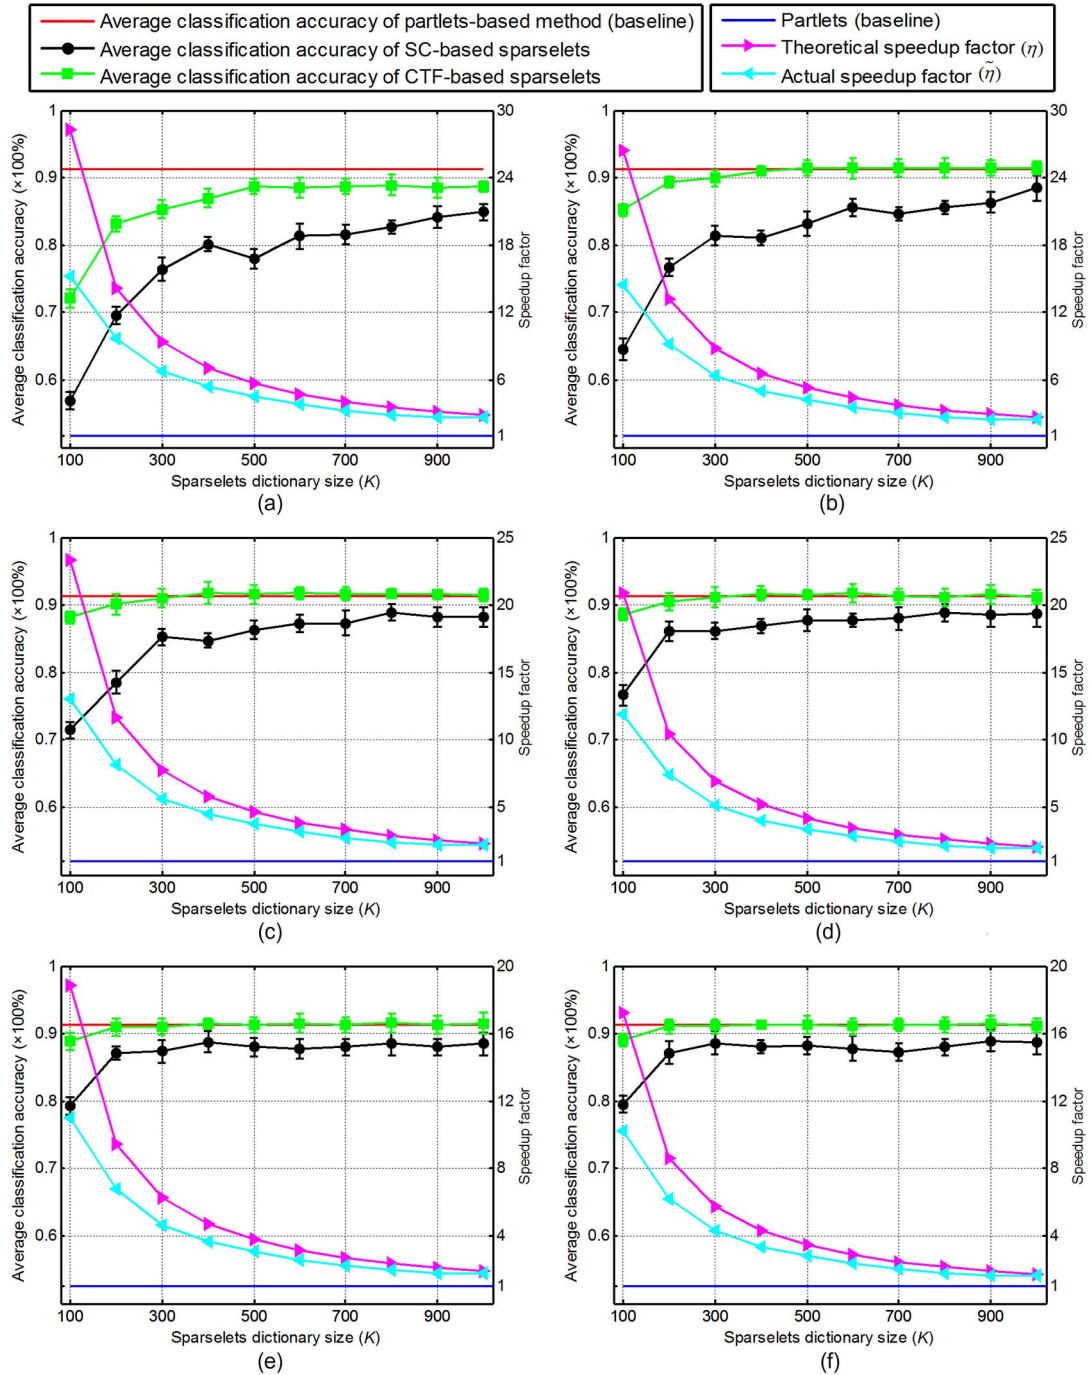 Average classification accuracy of partlets-based method (baseline)
Average classification accuracy of SC-based sparselets
Average classification accuracy of CTF-based sparselets
Partlets (baseline)
Theoretical speedup factor (η)
Actual speedup factor (η̃)
Average classification accuracy (×100%)
1
0.9
0.8
0.7
0.6
30
24
18
12
6
1
Speedup factor
100 300 500 700 900
Sparselets dictionary size (K)
(a)
Average classification accuracy (×100%)
1
0.9
0.8
0.7
0.6
30
24
18
12
6
1
Speedup factor
100 300 500 700 900
Sparselets dictionary size (K)
(b)
Average classification accuracy (×100%)
1
0.9
0.8
0.7
0.6
25
20
15
10
5
1
Speedup factor
100 300 500 700 900
Sparselets dictionary size (K)
(c)
Average classification accuracy (×100%)
1
0.9
0.8
0.7
0.6
25
20
15
10
5
1
Speedup factor
100 300 500 700 900
Sparselets dictionary size (K)
(d)
Average classification accuracy (×100%)
1
0.9
0.8
0.7
0.6
20
16
12
8
4
1
Speedup factor
100 300 500 700 900
Sparselets dictionary size (K)
(e)
Average classification accuracy (×100%)
1
0.9
0.8
0.7
0.6
20
16
12
8
4
1
Speedup factor
100 300 500 700 900
Sparselets dictionary size (K)
(f)